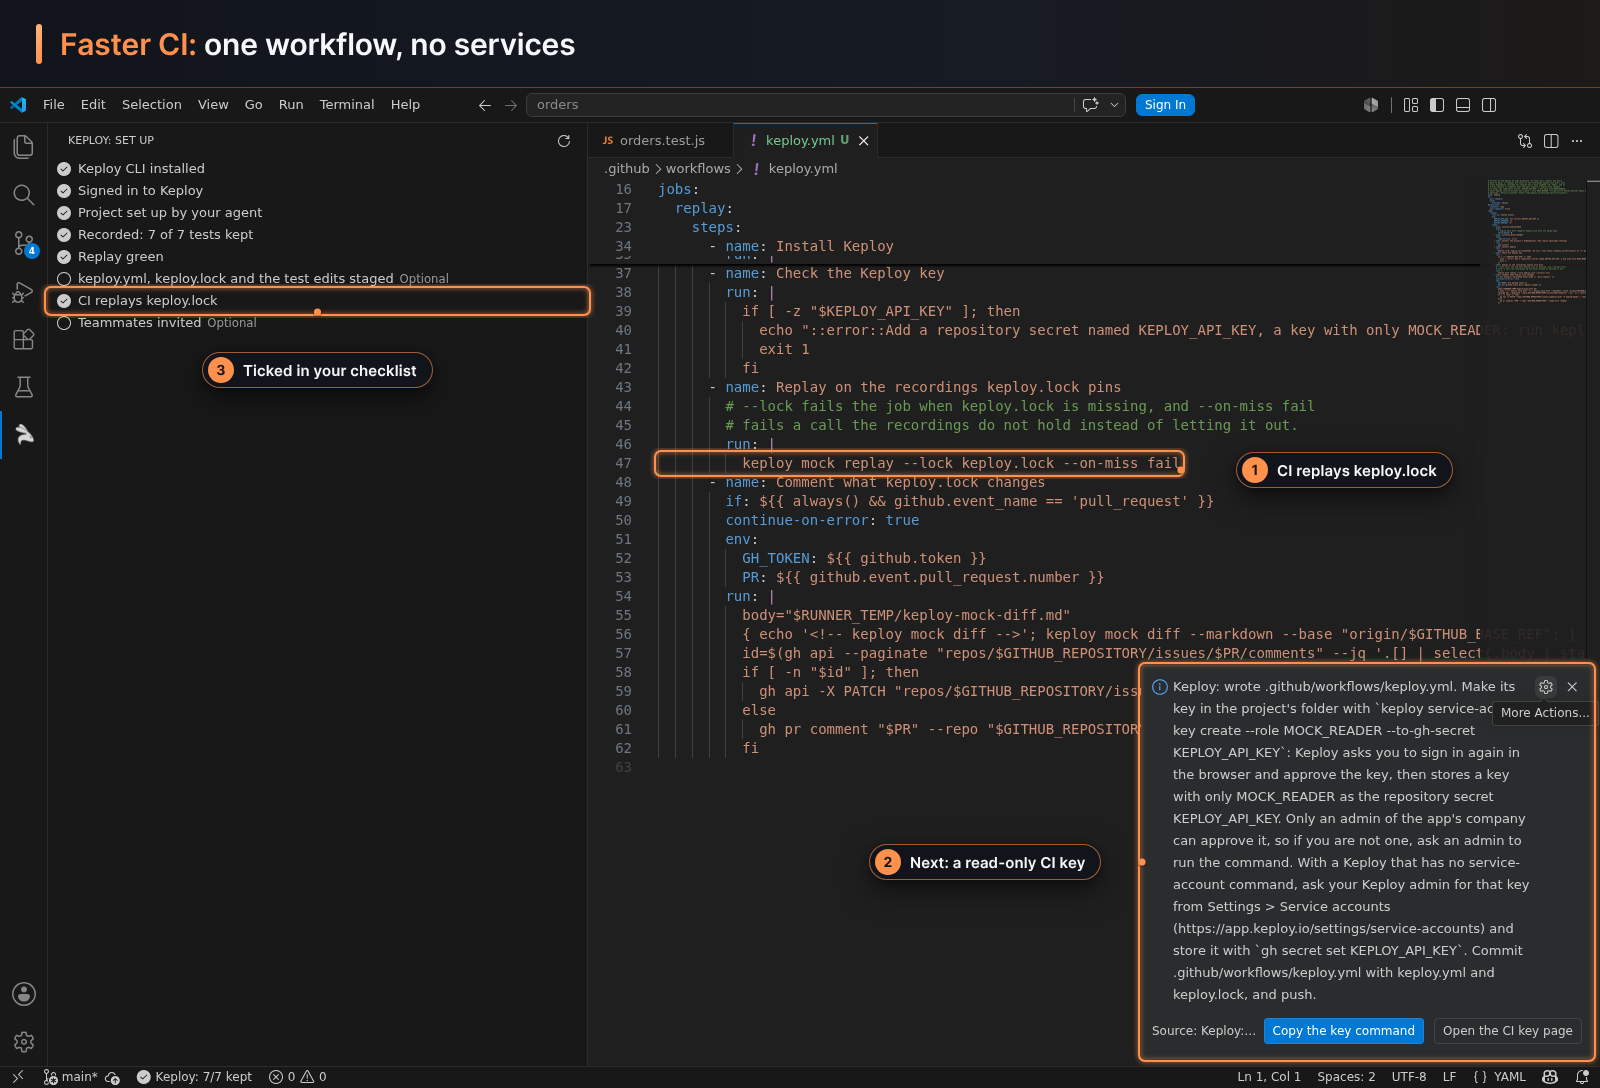 Faster CI: one workflow, no services
File Edit Selection View Go Run Terminal Help
orders
Sign In
KEPLOY: SET UP
Keploy CLI installed
Signed in to Keploy
Project set up by your agent
Recorded: 7 of 7 tests kept
Replay green
keploy.yml, keploy.lock and the test edits staged Optional
CI replays keploy.lock
Teammates invited Optional
3 Ticked in your checklist
4
JS orders.test.js
! keploy.yml U
.github > workflows > ! keploy.yml
16 jobs:
17 replay:
23 steps:
34 - name: Install Keploy
37 - name: Check the Keploy key
38 run: |
39 if [ -z "$KEPLOY_API_KEY" ]; then
40 echo "::error::Add a repository secret named KEPLOY_API_KEY, a key with only MOCK_READER: run kepl
41 exit 1
42 fi
43 - name: Replay on the recordings keploy.lock pins
44 # --lock fails the job when keploy.lock is missing, and --on-miss fail
45 # fails a call the recordings do not hold instead of letting it out.
46 run: |
47 keploy mock replay --lock keploy.lock --on-miss fail
1 CI replays keploy.lock
48 - name: Comment what keploy.lock changes
49 if: ${{ always() && github.event_name == 'pull_request' }}
50 continue-on-error: true
51 env:
52 GH_TOKEN: ${{ github.token }}
53 PR: ${{ github.event.pull_request.number }}
54 run: |
55 body="$RUNNER_TEMP/keploy-mock-diff.md"
56 { echo '<!-- keploy mock diff -->'; keploy mock diff --markdown --base "origin/$GITHUB_BASE_REF"; }
57 id=$(gh api --paginate "repos/$GITHUB_REPOSITORY/issues/$PR/comments" --jq '.[] | select(.body | sta
58 if [ -n "$id" ]; then
59 gh api -X PATCH "repos/$GITHUB_REPOSITORY/iss
60 else
61 gh pr comment "$PR" --repo "$GITHUB_REPOSITOR
62 fi
63
2 Next: a read-only CI key
Keploy: wrote .github/workflows/keploy.yml. Make its
key in the project's folder with `keploy service-ac
More Actions...
key create --role MOCK_READER --to-gh-secret
KEPLOY_API_KEY`: Keploy asks you to sign in again in
the browser and approve the key, then stores a key
with only MOCK_READER as the repository secret
KEPLOY_API_KEY. Only an admin of the app's company
can approve it, so if you are not one, ask an admin to
run the command. With a Keploy that has no service-
account command, ask your Keploy admin for that key
from Settings > Service accounts
(https://app.keploy.io/settings/service-accounts) and
store it with `gh secret set KEPLOY_API_KEY`. Commit
.github/workflows/keploy.yml with keploy.yml and
keploy.lock, and push.
Source: Keploy:... Copy the key command Open the CI key page
main* Keploy: 7/7 kept 0 0
Ln 1, Col 1 Spaces: 2 UTF-8 LF { } YAML